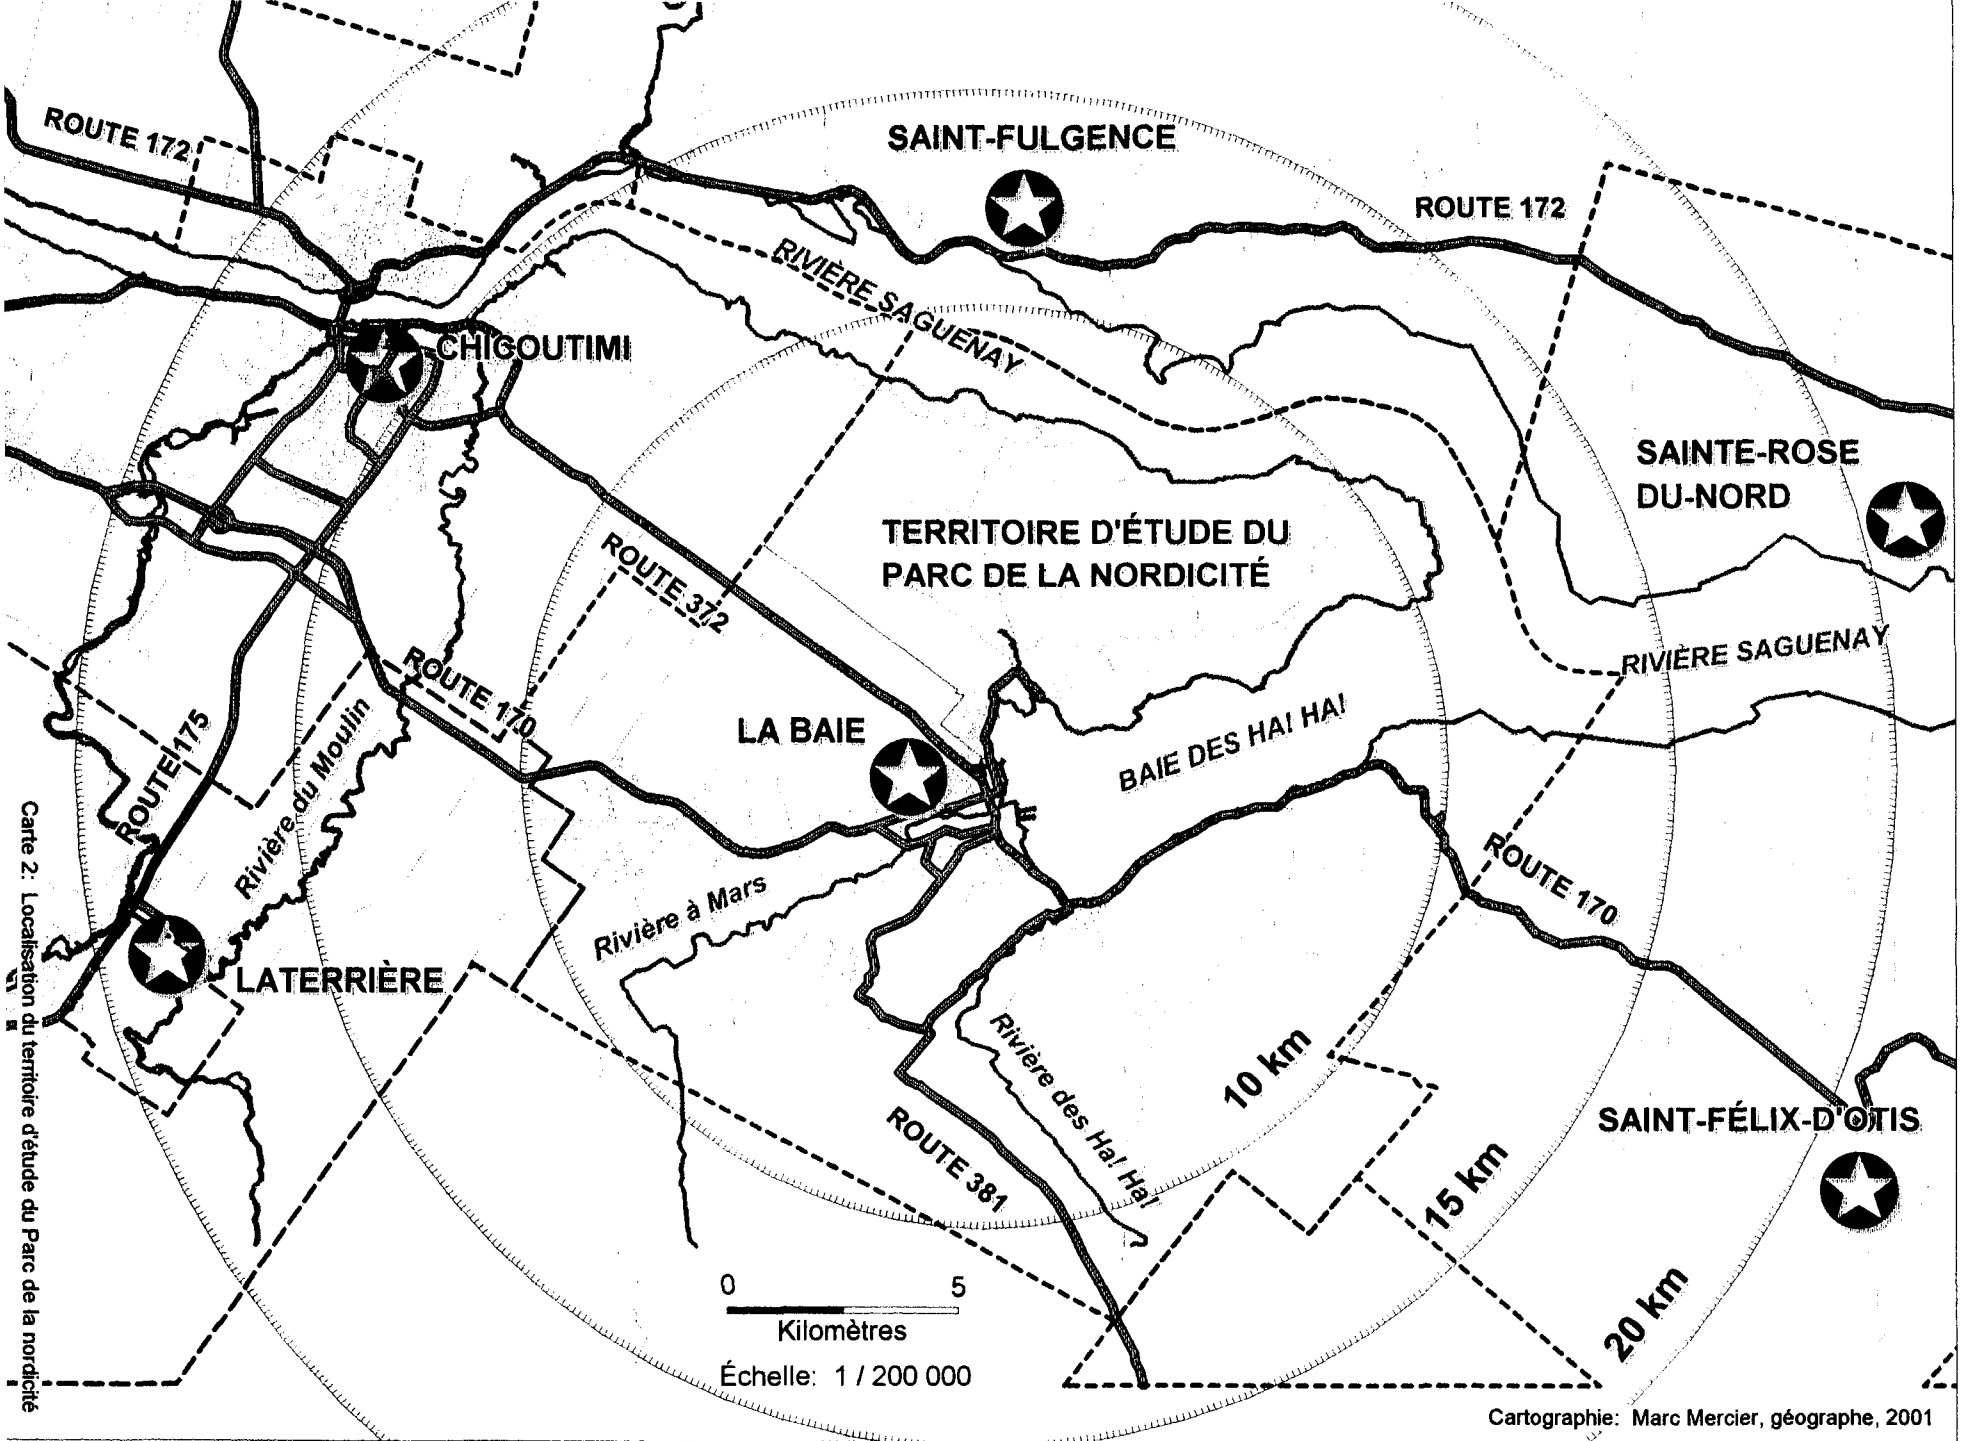 ROUTE 172
SAINT-FULGENCE
ROUTE 172
RIVIÈRE SAGUENAY
CHICOUTIMI
SAINTE-ROSE
DU-NORD
TERRITOIRE D'ÉTUDE DU
PARC DE LA NORDICITÉ
ROUTE 372
RIVIÈRE SAGUENAY
ROUTE 170
ROUTE 175
Rivière du Moulin
LA BAIE
BAIE DES HA! HA!
ROUTE 170
Rivière à Mars
LATERRIÈRE
Rivière des Ha! Ha!
10 km
ROUTE 381
SAINT-FÉLIX-D'OTIS
15 km
20 km
0 5
Kilomètres
Échelle: 1 / 200 000
Cartographie: Marc Mercier, géographe, 2001
Carte 2: Localisation du territoire d'étude du Parc de la nordicité